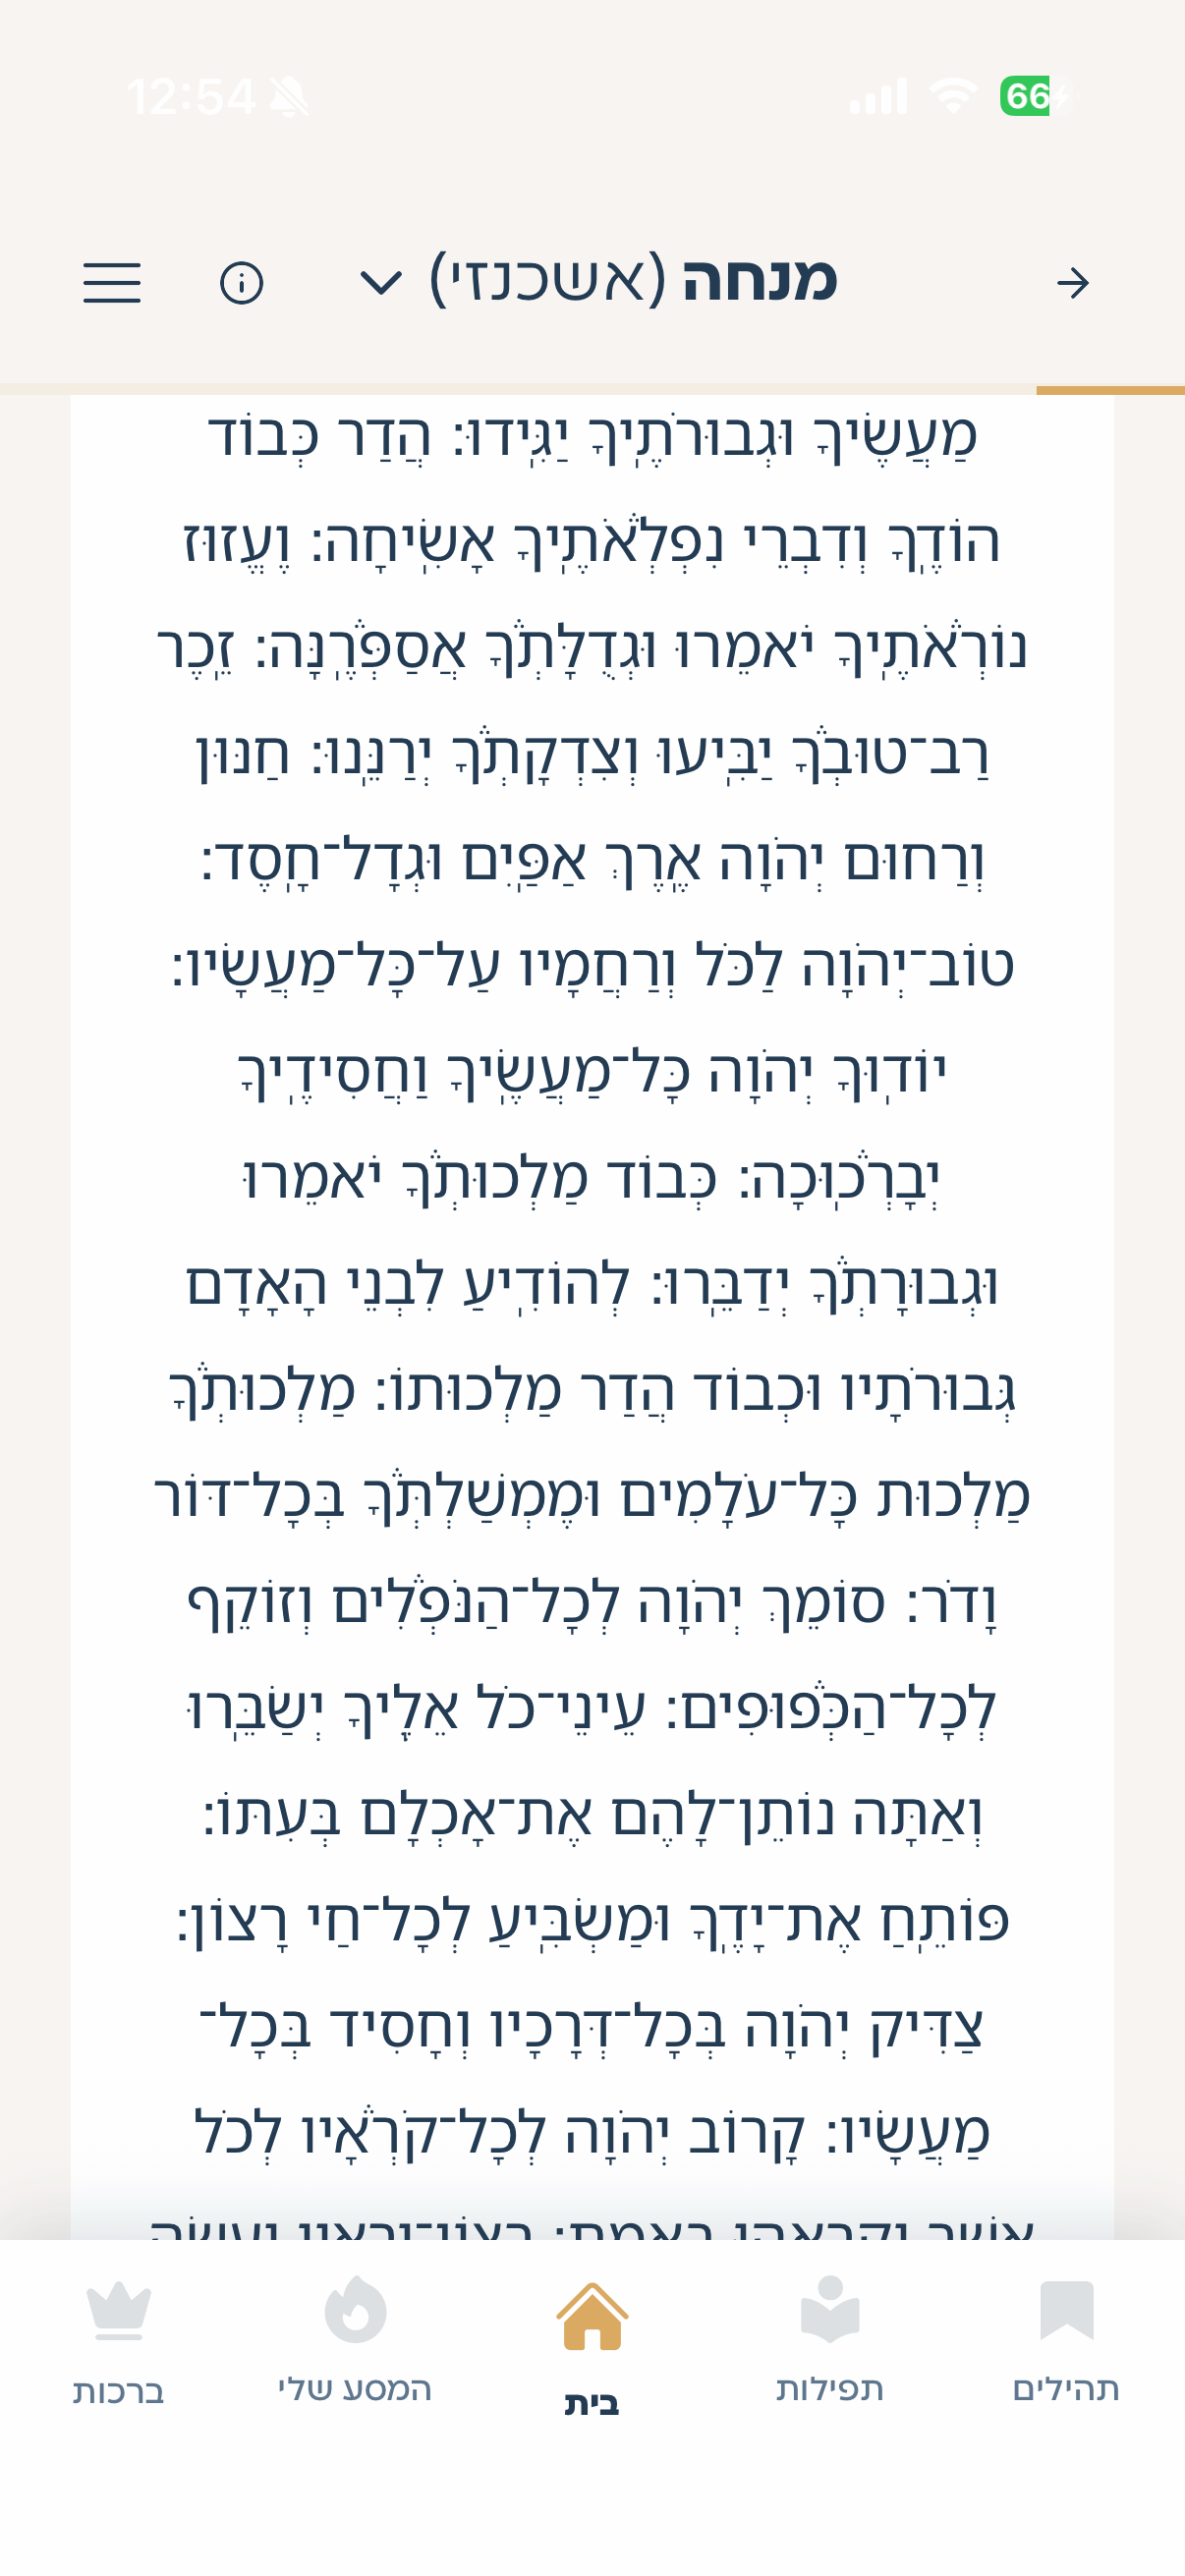 12:54
66
מנחה (אשכנזי)
מַעֲשֶׂיךָ וּגְבוּרֹתֶֽיךָ יַגִּֽידוּ: הֲדַר כְּבוֹד
הוֹדֶֽךָ וְדִבְרֵי נִפְלְאֹתֶֽיךָ אָשִֽׂיחָה: וֶעֱזוּז
נוֹרְאֹתֶֽיךָ יֹאמֵרוּ וּגְדֻלָּתְךָ אֲסַפְּרֶֽנָּה: זֵֽכֶר
רַב־טוּבְךָ יַבִּֽיעוּ וְצִדְקָתְךָ יְרַנֵּֽנוּ: חַנּוּן
וְרַחוּם יְהֹוָה אֶֽרֶךְ אַפַּֽיִם וּגְדָל־חָֽסֶד:
טוֹב־יְהֹוָה לַכֹּל וְרַחֲמָיו עַל־כָּל־מַעֲשָׂיו:
יוֹדֽוּךָ יְהֹוָה כָּל־מַעֲשֶֽׂיךָ וַחֲסִידֶֽיךָ
יְבָרְכֽוּכָה: כְּבוֹד מַלְכוּתְךָ יֹאמֵרוּ
וּגְבוּרָתְךָ יְדַבֵּֽרוּ: לְהוֹדִֽיעַ לִבְנֵי הָאָדָם
גְּבוּרֹתָיו וּכְבוֹד הֲדַר מַלְכוּתוֹ: מַלְכוּתְךָ
מַלְכוּת כָּל־עֹלָמִים וּמֶמְשַׁלְתְּךָ בְּכָל־דּוֹר
וָדֹר: סוֹמֵךְ יְהֹוָה לְכָל־הַנֹּפְלִים וְזוֹקֵף
לְכָל־הַכְּפוּפִים: עֵינֵי־כֹל אֵלֶֽיךָ יְשַׂבֵּֽרוּ
וְאַתָּה נוֹתֵן־לָהֶם אֶת־אָכְלָם בְּעִתּוֹ:
פּוֹתֵֽחַ אֶת־יָדֶֽךָ וּמַשְׂבִּֽיעַ לְכָל־חַי רָצוֹן:
צַדִּיק יְהֹוָה בְּכָל־דְּרָכָיו וְחָסִיד בְּכָל־
מַעֲשָׂיו: קָרוֹב יְהֹוָה לְכָל־קֹרְאָיו לְכֹל
תהילים
תפילות
בית
המסע שלי
ברכות